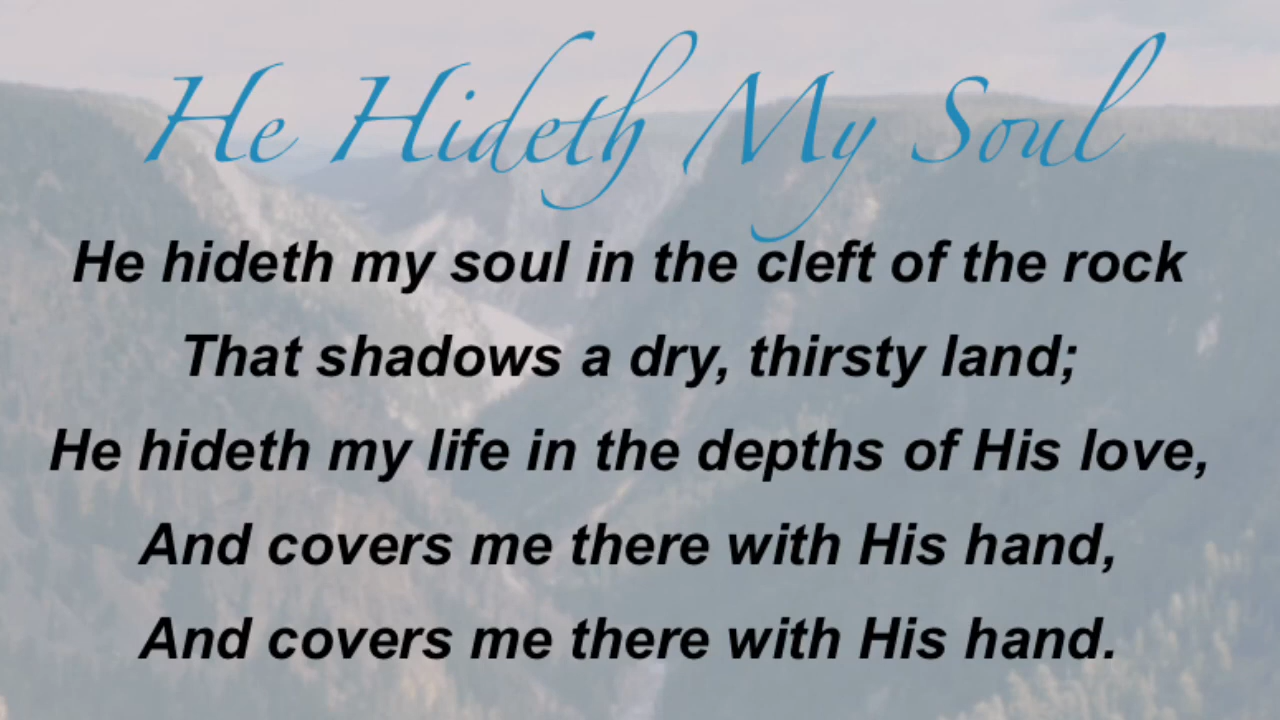 He Hideth My Soul
He hideth my soul in the cleft of the rock
That shadows a dry, thirsty land;
He hideth my life in the depths of His love,
And covers me there with His hand,
And covers me there with His hand.